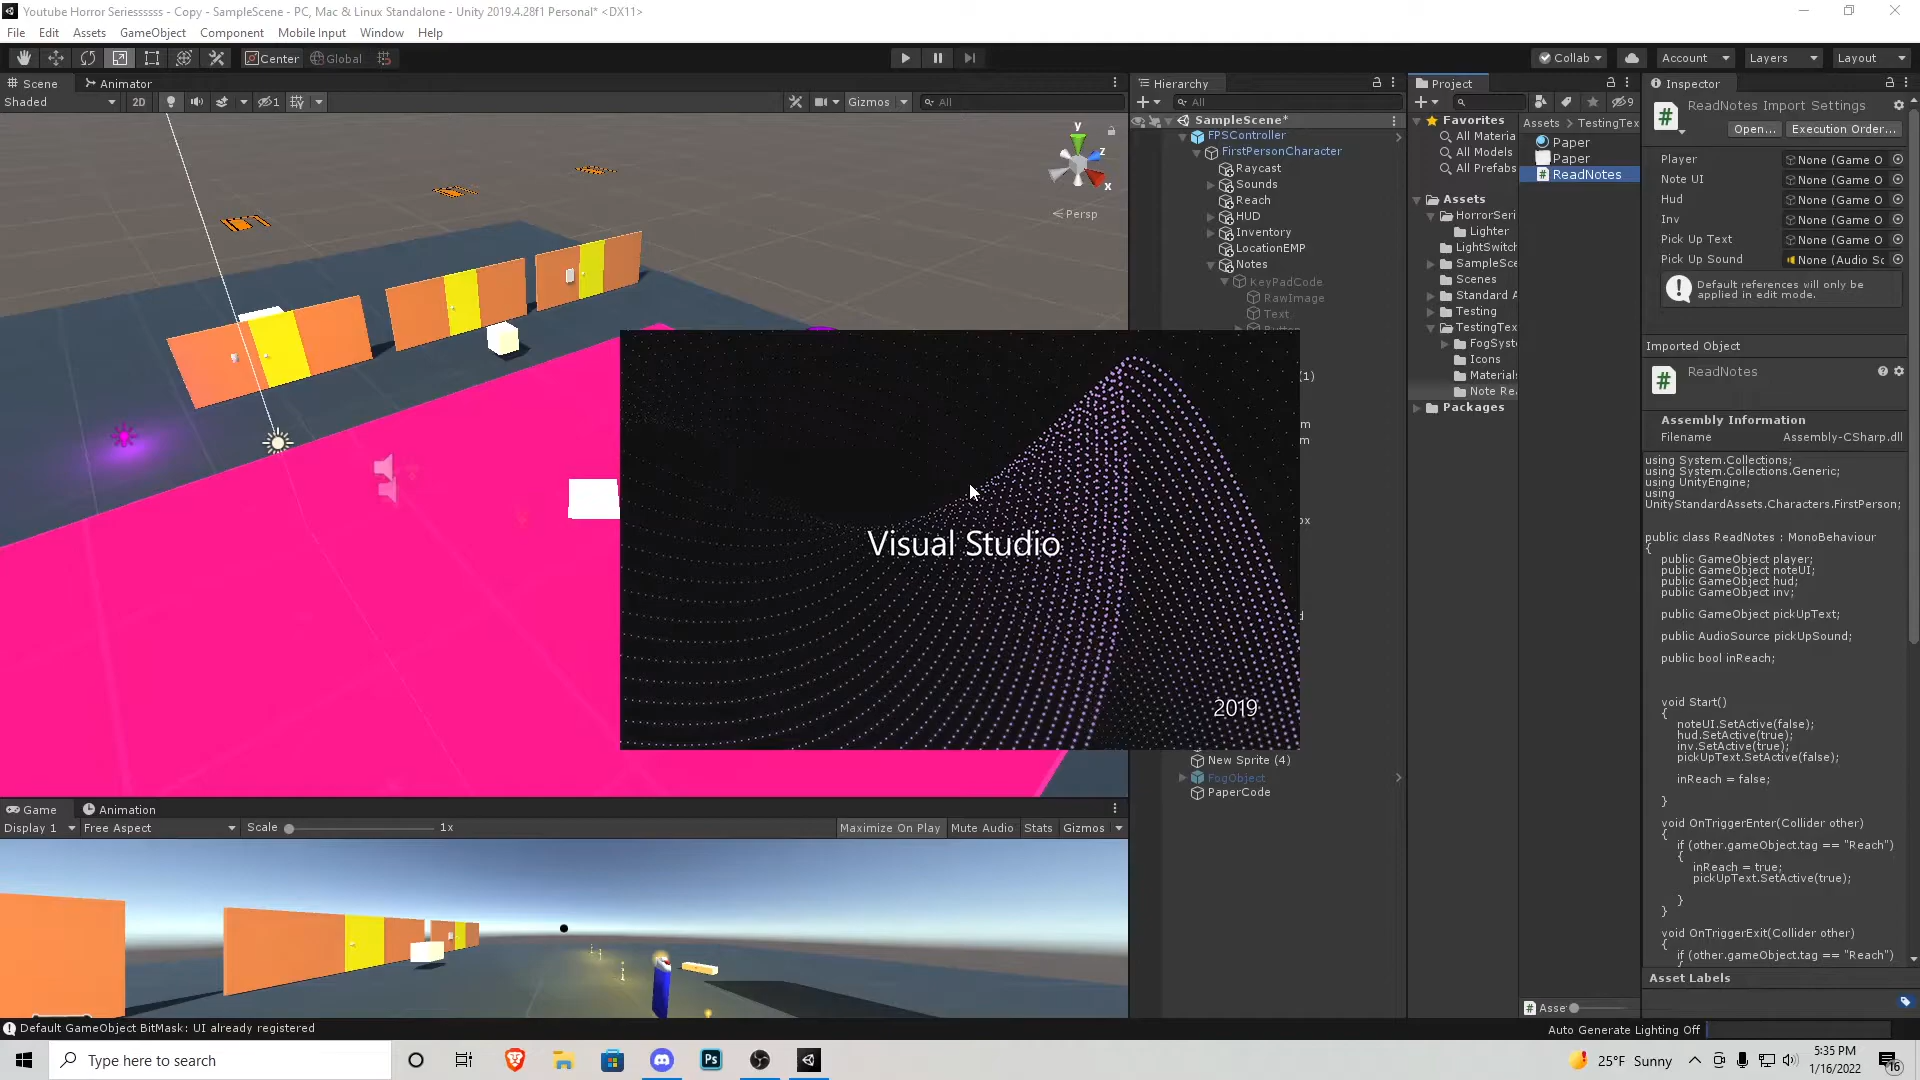 Youtube Horror Seriesssss - Copy - SampleScene - PC, Mac & Linux Standalone - Unity 2019.4.28f1 Personal* <DX11>
File Edit Assets GameObject Component Mobile Input Window Help
Center Global
Collab Account Layers Layout
Scene Animator
Shaded 2D Gizmos All
y z x
Persp
Hierarchy
All
SampleScene*
FPSController
FirstPersonCharacter
Raycast
Sounds
Reach
HUD
Inventory
LocationEMP
Notes
KeyPadCode
RawImage
Text
(1)
New Sprite (4)
FogObject
PaperCode
Visual Studio
2019
Project
9
Favorites
All Materia
All Models
All Prefabs
Assets
HorrorSeri
Lighter
LightSwitch
SampleSce
Scenes
Standard A
Testing
TestingTex
FogSyst
Icons
Materials
Note Rea
Packages
Assets > TestingTex
Paper
Paper
ReadNotes
Asse
Inspector
ReadNotes Import Settings
Open... Execution Order...
Player None (Game O
Note UI None (Game O
Hud None (Game O
Inv None (Game O
Pick Up Text None (Game O
Pick Up Sound None (Audio Sc
Default references will only be
applied in edit mode.
Imported Object
ReadNotes
Assembly Information
Filename Assembly-CSharp.dll
using System.Collections;
using System.Collections.Generic;
using UnityEngine;
using
UnityStandardAssets.Characters.FirstPerson;
public class ReadNotes : MonoBehaviour
{
public GameObject player;
public GameObject noteUI;
public GameObject hud;
public GameObject inv;
public GameObject pickUpText;
public AudioSource pickUpSound;
public bool inReach;
void Start()
{
noteUI.SetActive(false);
hud.SetActive(true);
inv.SetActive(true);
pickUpText.SetActive(false);
inReach = false;
}
void OnTriggerEnter(Collider other)
{
if (other.gameObject.tag == "Reach")
{
inReach = true;
pickUpText.SetActive(true);
}
}
void OnTriggerExit(Collider other)
{
if (other.gameObject.tag == "Reach")
Asset Labels
Game Animation
Display 1 Free Aspect Scale 1x Maximize On Play Mute Audio Stats Gizmos
Default GameObject BitMask: UI already registered
Auto Generate Lighting Off
Type here to search
Ps
25°F Sunny
5:35 PM
1/16/2022
16